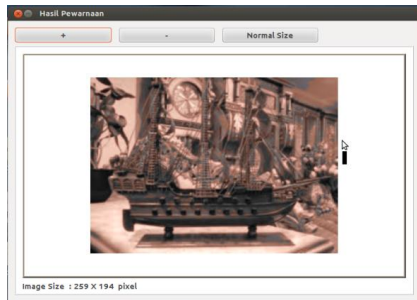 Hasil Pewarnaan
+ - Normal Size
Image Size : 259 X 194 pixel